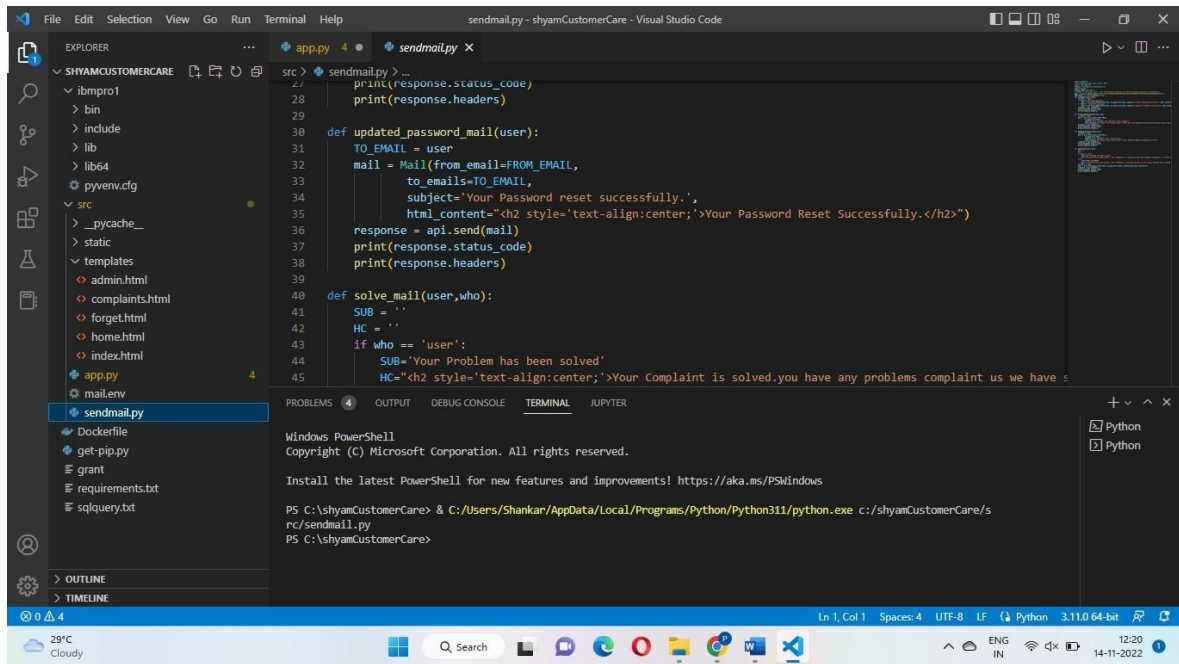 File Edit Selection View Go Run Terminal Help
sendmail.py - shyamCustomerCare - Visual Studio Code
EXPLORER
SHYAMCUSTOMERCARE
ibmpro1
bin
include
lib
lib64
pyvenv.cfg
src
__pycache__
static
templates
admin.html
complaints.html
forget.html
home.html
index.html
app.py 4
mail.env
sendmail.py
Dockerfile
get-pip.py
grant
requirements.txt
sqlquery.txt
OUTLINE
TIMELINE
app.py 4
sendmail.py
src > sendmail.py > ...
27 print(response.status_code)
28 print(response.headers)
29
30 def updated_password_mail(user):
31 TO_EMAIL = user
32 mail = Mail(from_email=FROM_EMAIL,
33 to_emails=TO_EMAIL,
34 subject='Your Password reset successfully.',
35 html_content="<h2 style='text-align:center;'>Your Password Reset Successfully.</h2>")
36 response = api.send(mail)
37 print(response.status_code)
38 print(response.headers)
39
40 def solve_mail(user,who):
41 SUB = ''
42 HC = ''
43 if who == 'user':
44 SUB='Your Problem has been solved'
45 HC="<h2 style='text-align:center;'>Your Complaint is solved.you have any problems complaint us we have s
PROBLEMS 4 OUTPUT DEBUG CONSOLE TERMINAL JUPYTER
Python
Python
Windows PowerShell
Copyright (C) Microsoft Corporation. All rights reserved.
Install the latest PowerShell for new features and improvements! https://aka.ms/PSWindows
PS C:\shyamCustomerCare> & C:/Users/Shankar/AppData/Local/Programs/Python/Python311/python.exe c:/shyamCustomerCare/s
rc/sendmail.py
PS C:\shyamCustomerCare>
0 4
Ln 1, Col 1 Spaces: 4 UTF-8 LF Python 3.11.0 64-bit
29°C
Cloudy
Search
ENG
IN
12:20
14-11-2022
1